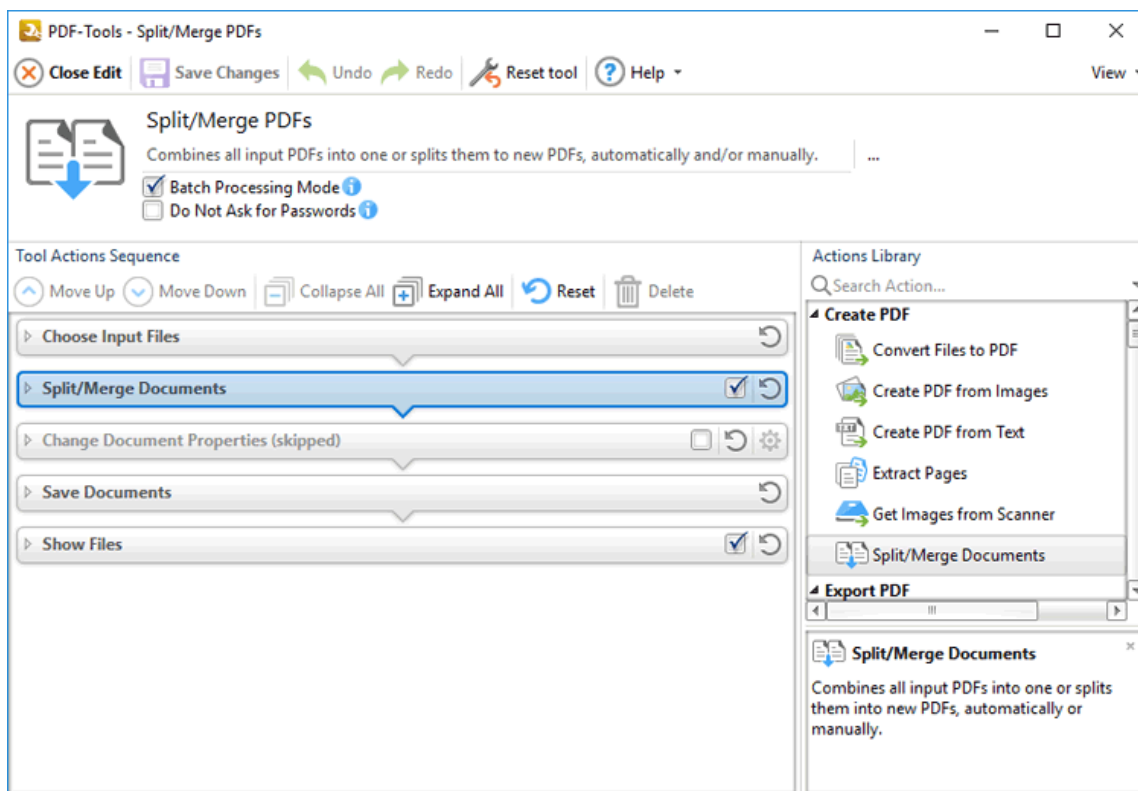 PDF-Tools - Split/Merge PDFs
Close Edit Save Changes Undo Redo Reset tool Help View
Split/Merge PDFs
Combines all input PDFs into one or splits them to new PDFs, automatically and/or manually. ...
Batch Processing Mode
Do Not Ask for Passwords
Tool Actions Sequence
Move Up Move Down Collapse All Expand All Reset Delete
Choose Input Files
Split/Merge Documents
Change Document Properties (skipped)
Save Documents
Show Files
Actions Library
Search Action...
Create PDF
Convert Files to PDF
Create PDF from Images
Create PDF from Text
Extract Pages
Get Images from Scanner
Split/Merge Documents
Export PDF
Split/Merge Documents
Combines all input PDFs into one or splits
them into new PDFs, automatically or
manually.